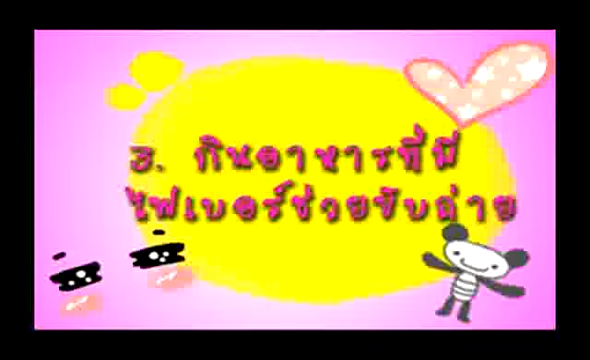 3. กินอาหารที่มี
ไฟเบอร์ช่วยขับถ่าย